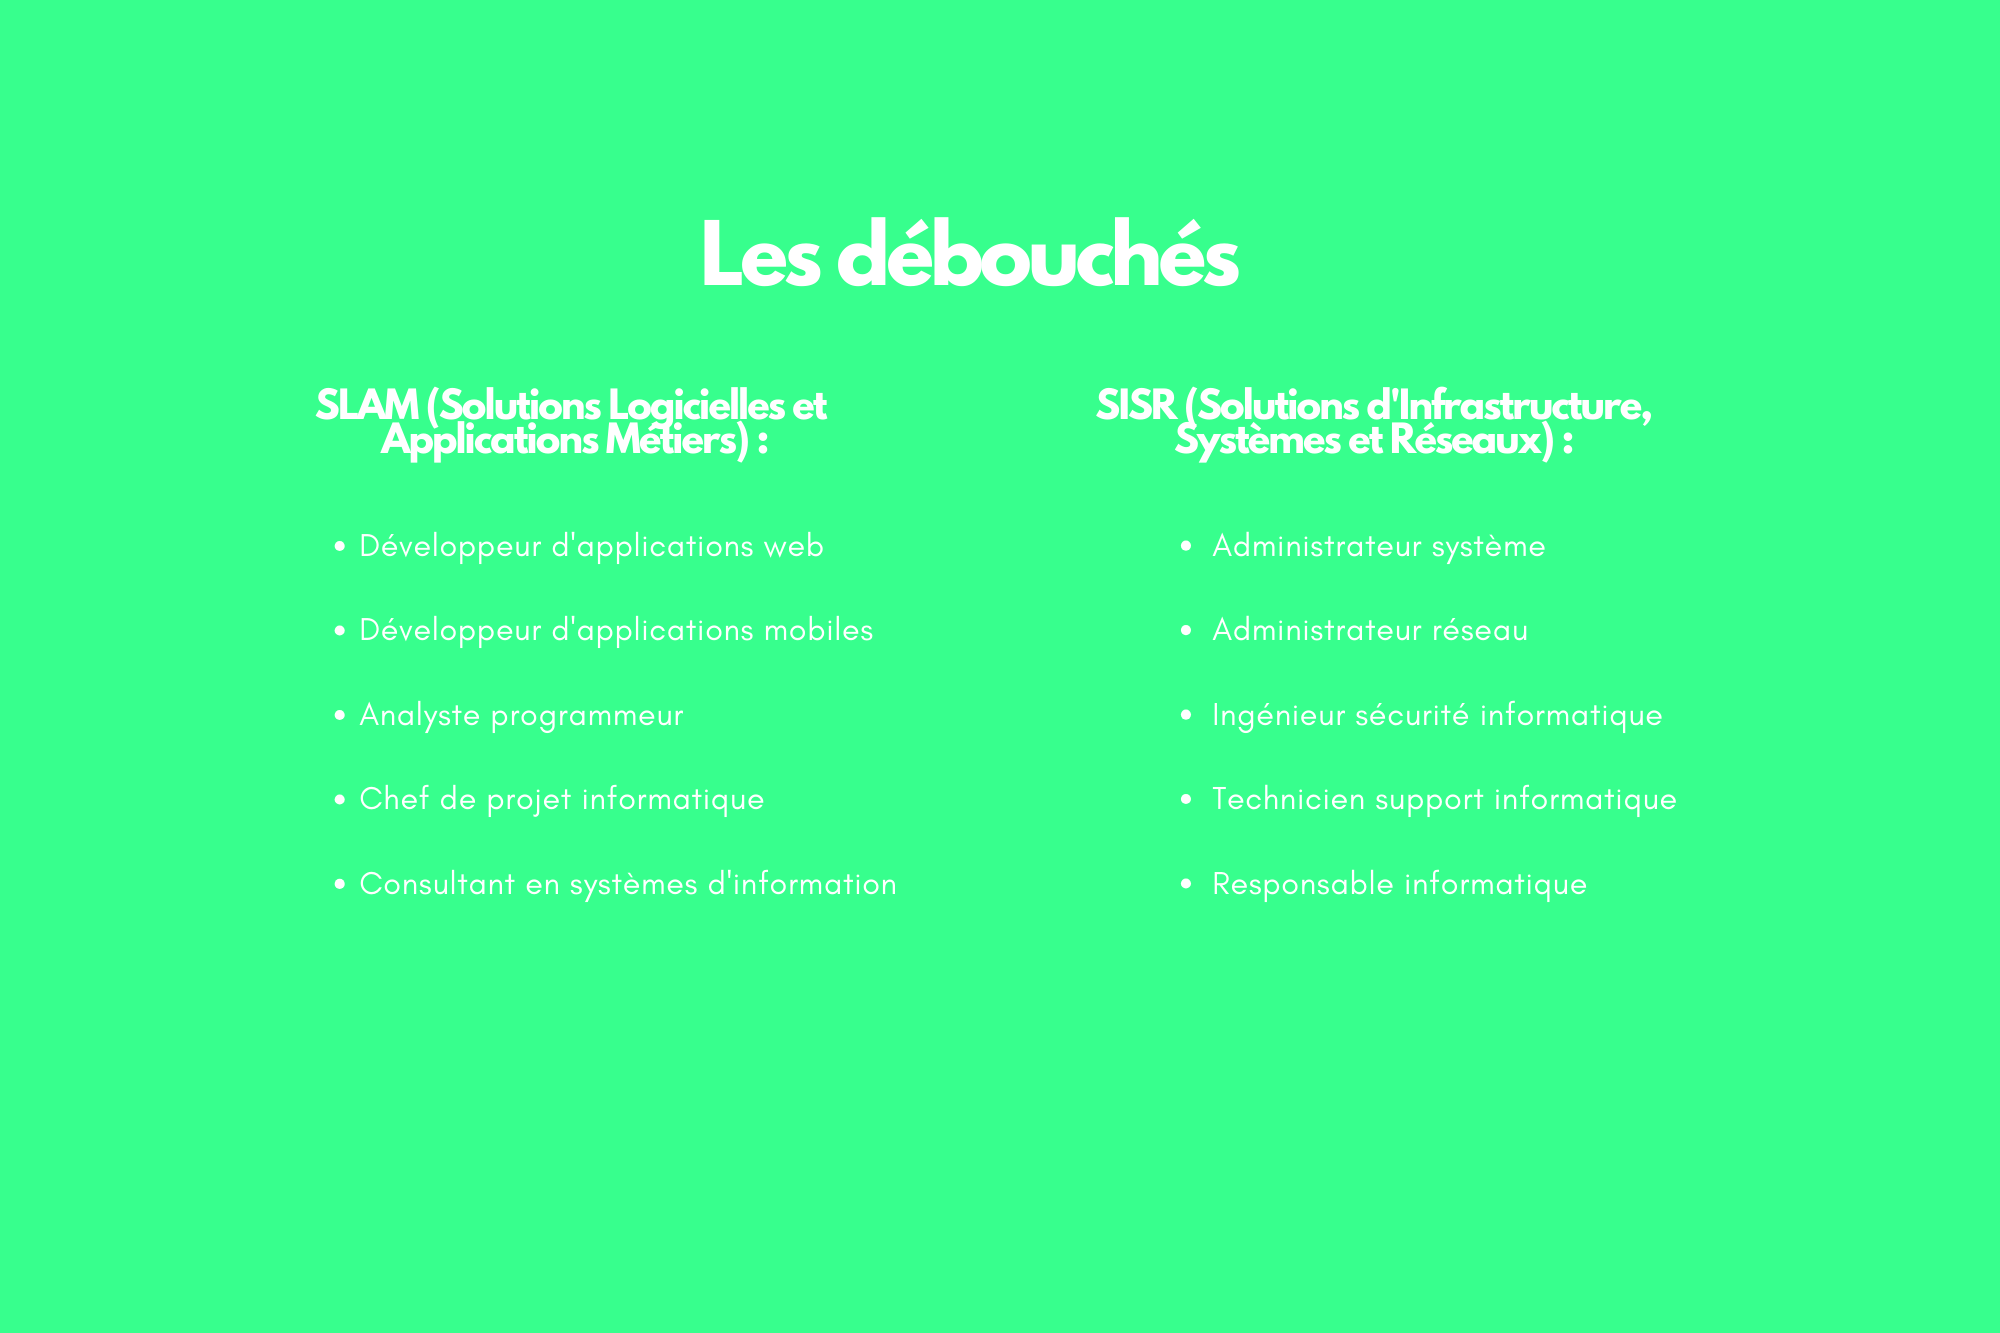 Les débouchés
SLAM (Solutions Logicielles et
Applications Métiers) :
• Développeur d'applications web
• Développeur d'applications mobiles
• Analyste programmeur
• Chef de projet informatique
• Consultant en systèmes d'information
SISR (Solutions d'Infrastructure,
Systèmes et Réseaux) :
• Administrateur système
• Administrateur réseau
• Ingénieur sécurité informatique
• Technicien support informatique
• Responsable informatique